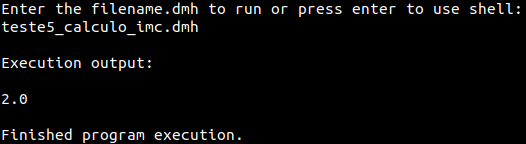 Enter the filename.dmh to run or press enter to use shell:
teste5_calculo_imc.dmh
Execution output:
2.0
Finished program execution.